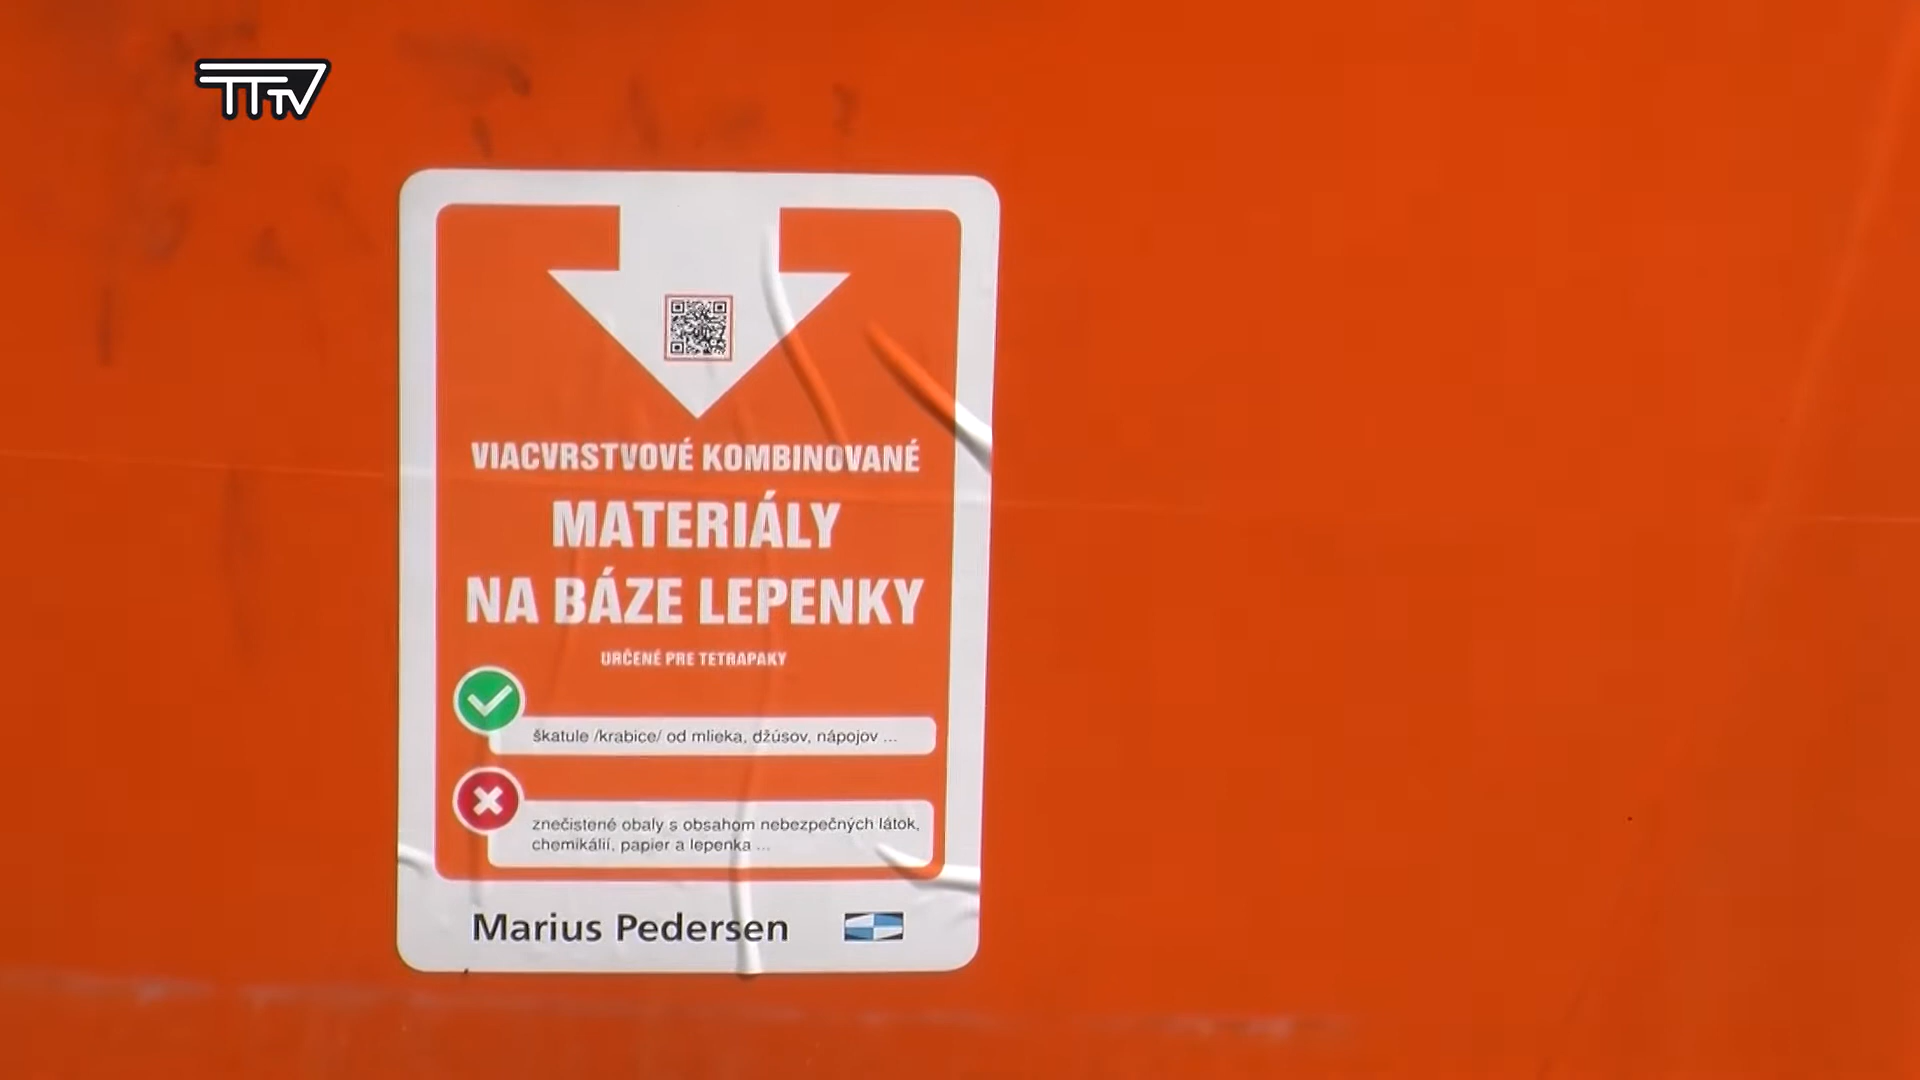 TTTV
VIACVRSTVOVÉ KOMBINOVANÉ
MATERIÁLY
NA BÁZE LEPENKY
URČENÉ PRE TETRAPAKY
škatule /krabice/ od mlieka, džúsov, nápojov ...
znečistené obaly s obsahom nebezpečných látok,
chemikálií, papier a lepenka ...
Marius Pedersen